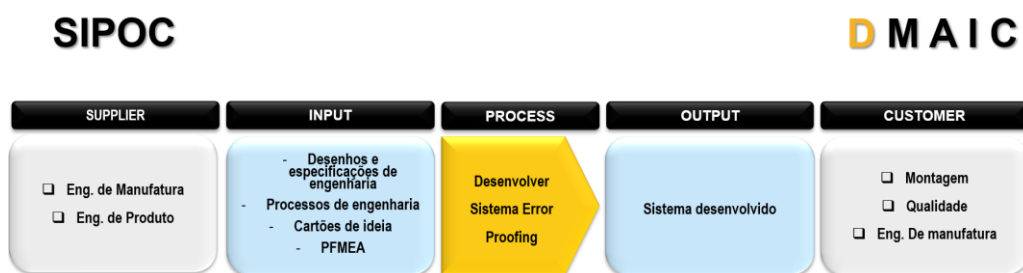 SIPOC
D M A I C
SUPPLIER
INPUT
PROCESS
OUTPUT
CUSTOMER
❑ Eng. de Manufatura
❑ Eng. de Produto
- Desenhos e
especificações de
engenharia
- Processos de engenharia
- Cartões de ideia
- PFMEA
Desenvolver
Sistema Error
Proofing
Sistema desenvolvido
❑ Montagem
❑ Qualidade
❑ Eng. De manufatura